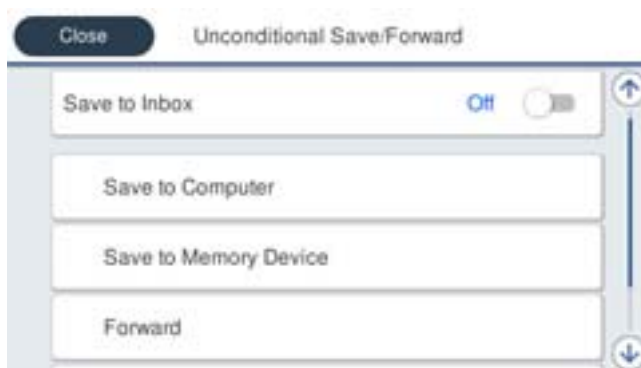 Close Unconditional Save/Forward
Save to Inbox Off
Save to Computer
Save to Memory Device
Forward